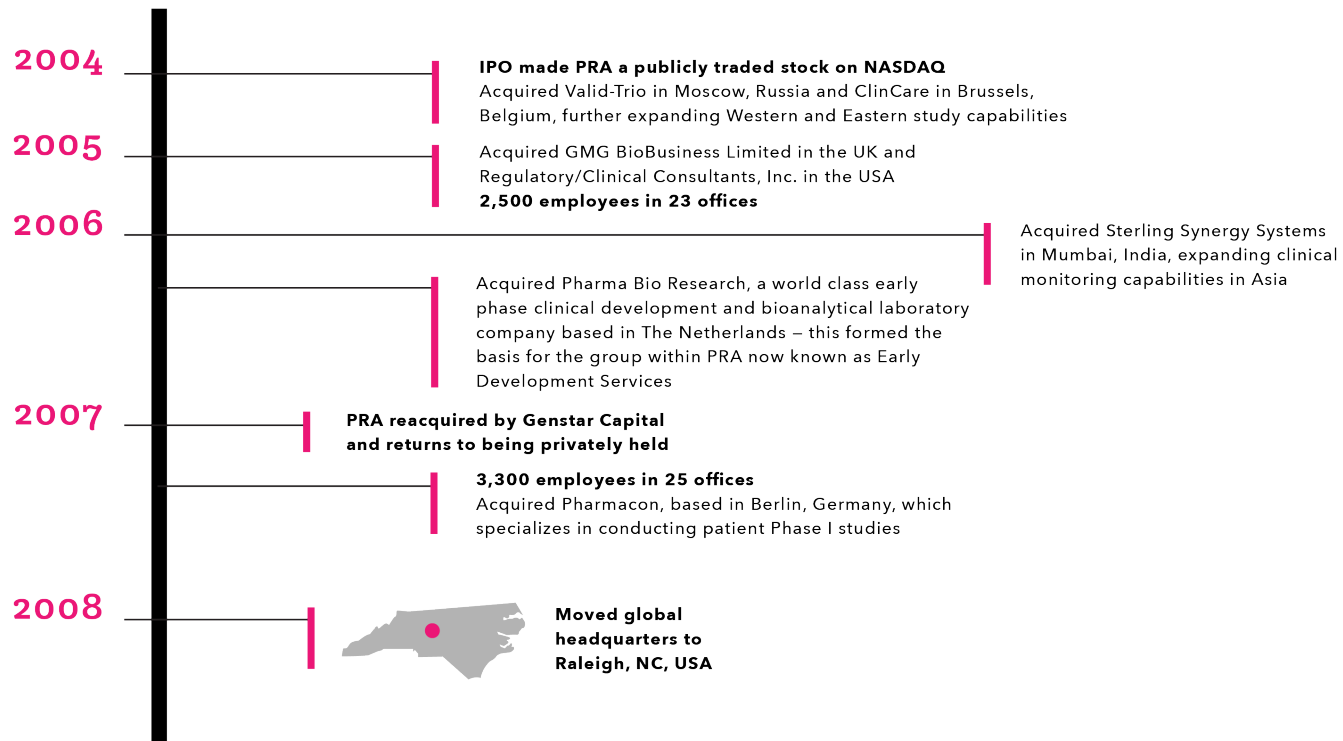 2004
IPO made PRA a publicly traded stock on NASDAQ
Acquired Valid-Trio in Moscow, Russia and ClinCare in Brussels,
Belgium, further expanding Western and Eastern study capabilities
2005
Acquired GMG BioBusiness Limited in the UK and
Regulatory/Clinical Consultants, Inc. in the USA
2,500 employees in 23 offices
2006
Acquired Sterling Synergy Systems
in Mumbai, India, expanding clinical
monitoring capabilities in Asia
Acquired Pharma Bio Research, a world class early
phase clinical development and bioanalytical laboratory
company based in The Netherlands – this formed the
basis for the group within PRA now known as Early
Development Services
2007
PRA reacquired by Genstar Capital
and returns to being privately held
3,300 employees in 25 offices
Acquired Pharmacon, based in Berlin, Germany, which
specializes in conducting patient Phase I studies
2008
Moved global
headquarters to
Raleigh, NC, USA